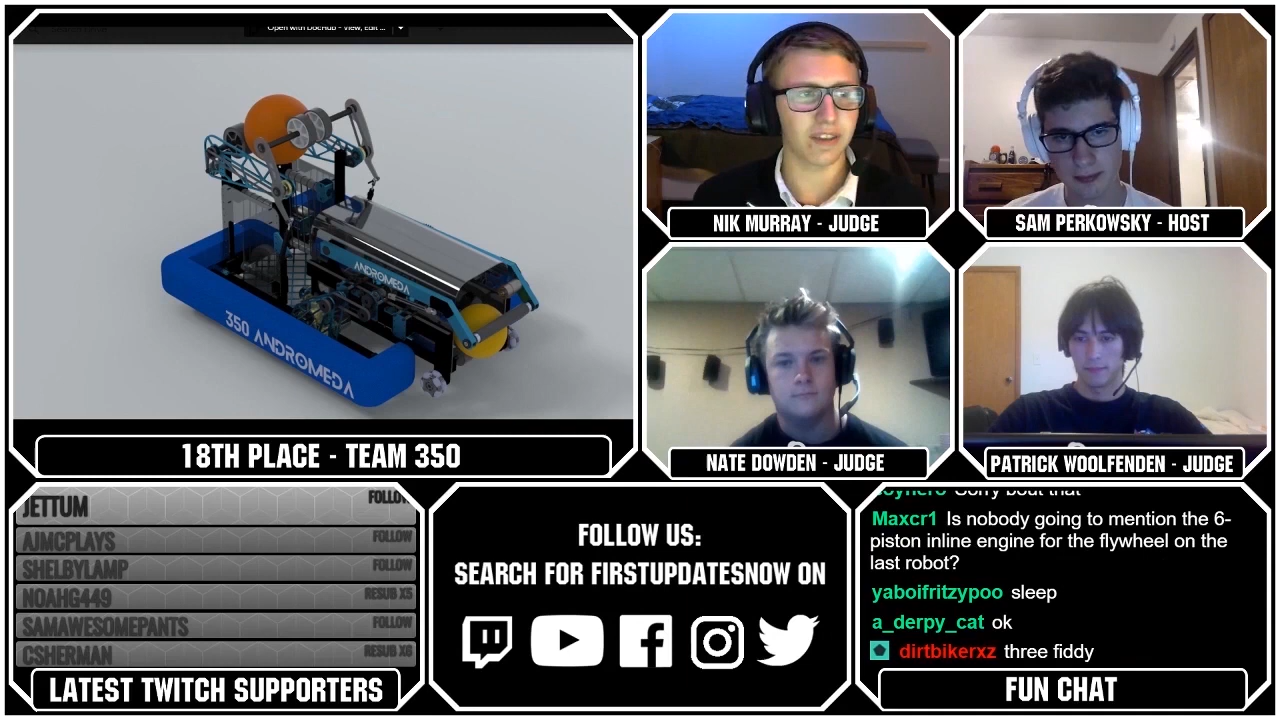 Open with DocHub - View, Edit ...
ANDROMEDA
350 ANDROMEDA
18TH PLACE - TEAM 350
NIK MURRAY - JUDGE
SAM PERKOWSKY - HOST
NATE DOWDEN - JUDGE
PATRICK WOOLFENDEN - JUDGE
JETTUM FOLLOW
AJMCPLAYS FOLLOW
SHELBYLAMP FOLLOW
NOAHG449 RESUB X5
SAMAWESOMEPANTS FOLLOW
CSHERMAN RESUB X6
LATEST TWITCH SUPPORTERS
FOLLOW US:
SEARCH FOR FIRSTUPDATESNOW ON
Sorry bout that
Maxcr1 Is nobody going to mention the 6-
piston inline engine for the flywheel on the
last robot?
yaboifritzypoo sleep
a_derpy_cat ok
dirtbikerxz three fiddy
FUN CHAT